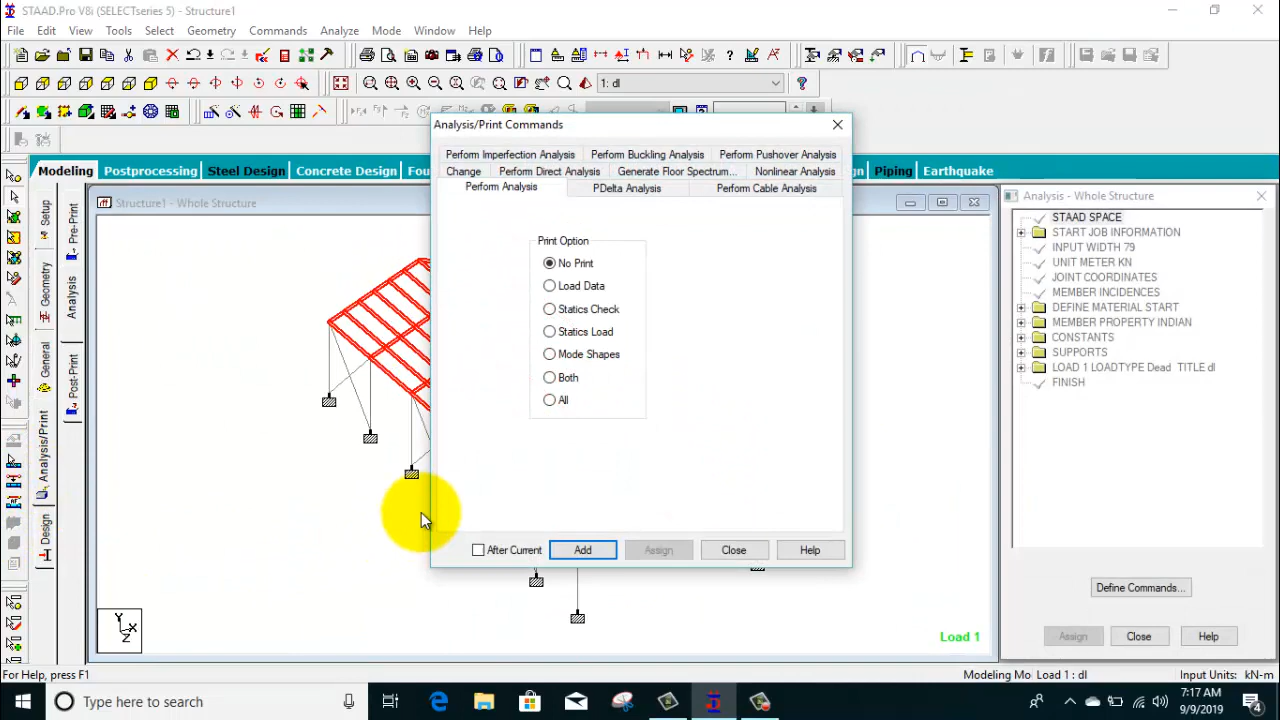 STAAD.Pro V8i (SELECTseries 5) - Structure1
File Edit View Tools Select Geometry Commands Analyze Mode Window Help
1: dl
Modeling Postprocessing Steel Design Concrete Design Fou
n Piping Earthquake
Structure1 - Whole Structure
Setup
Geometry
General
Analysis/Print
Design
Pre-Print
Analysis
Post-Print
Analysis/Print Commands
Perform Imperfection Analysis Perform Buckling Analysis Perform Pushover Analysis
Change Perform Direct Analysis Generate Floor Spectrum... Nonlinear Analysis
Perform Analysis PDelta Analysis Perform Cable Analysis
Print Option
No Print
Load Data
Statics Check
Statics Load
Mode Shapes
Both
All
After Current Add Assign Close Help
Y
X
Z
Load 1
Analysis - Whole Structure
STAAD SPACE
START JOB INFORMATION
INPUT WIDTH 79
UNIT METER KN
JOINT COORDINATES
MEMBER INCIDENCES
DEFINE MATERIAL START
MEMBER PROPERTY INDIAN
CONSTANTS
SUPPORTS
LOAD 1 LOADTYPE Dead TITLE dl
FINISH
Define Commands...
Assign Close Help
For Help, press F1
Modeling Mo Load 1 : dl Input Units: kN-m
Type here to search
7:17 AM
9/9/2019
4